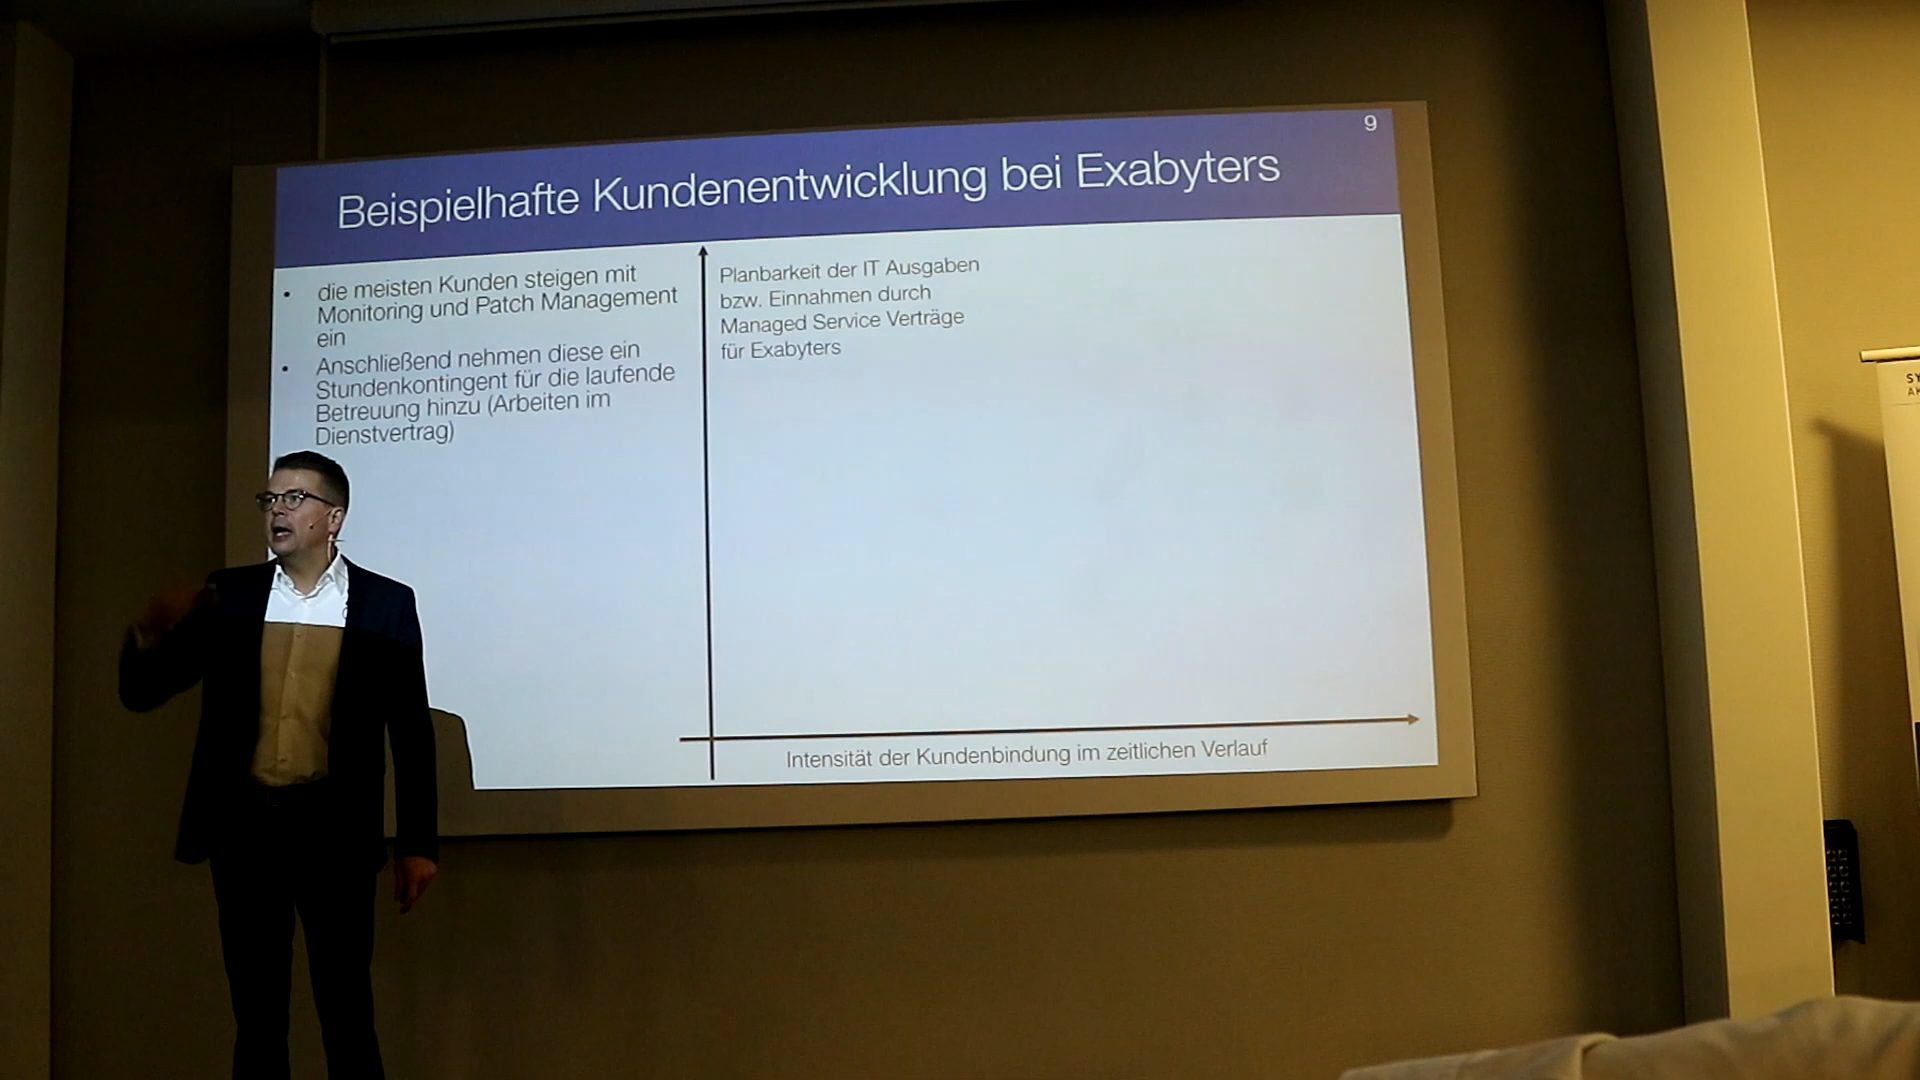 9
Beispielhafte Kundenentwicklung bei Exabyters
• die meisten Kunden steigen mit
Monitoring und Patch Management
ein
• Anschließend nehmen diese ein
Stundenkontingent für die laufende
Betreuung hinzu (Arbeiten im
Dienstvertrag)
Planbarkeit der IT Ausgaben
bzw. Einnahmen durch
Managed Service Verträge
für Exabyters
Intensität der Kundenbindung im zeitlichen Verlauf